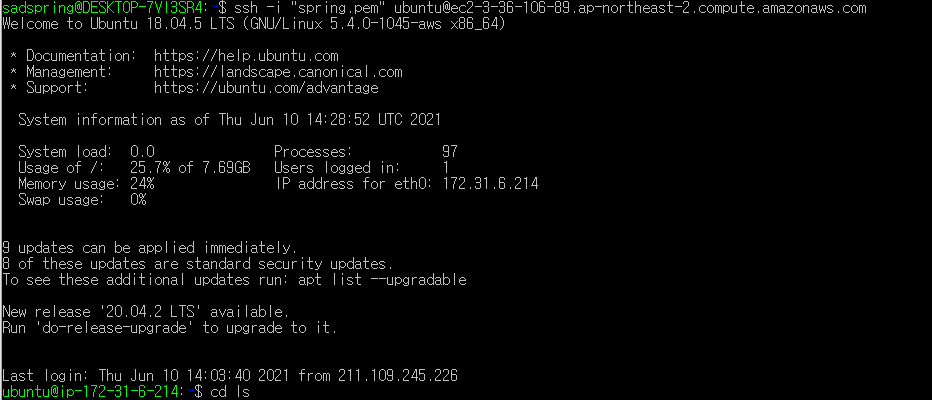 sadspring@DESKTOP-7VI3SR4:~$ ssh -i "spring.pem" ubuntu@ec2-3-36-106-89.ap-northeast-2.compute.amazonaws.com
Welcome to Ubuntu 18.04.5 LTS (GNU/Linux 5.4.0-1045-aws x86_64)
* Documentation: https://help.ubuntu.com
* Management: https://landscape.canonical.com
* Support: https://ubuntu.com/advantage
System information as of Thu Jun 10 14:28:52 UTC 2021
System load: 0.0 Processes: 97
Usage of /: 25.7% of 7.69GB Users logged in: 1
Memory usage: 24% IP address for eth0: 172.31.6.214
Swap usage: 0%
9 updates can be applied immediately.
8 of these updates are standard security updates.
To see these additional updates run: apt list --upgradable
New release '20.04.2 LTS' available.
Run 'do-release-upgrade' to upgrade to it.
Last login: Thu Jun 10 14:03:40 2021 from 211.109.245.226
ubuntu@ip-172-31-6-214:~$ cd ls